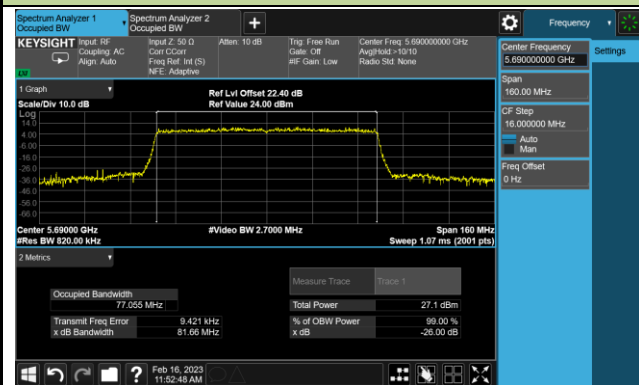 Spectrum Analyzer 1
Occupied BW
Spectrum Analyzer 2
Occupied BW
+
Frequency
KEYSIGHT
Input: RF
Coupling: AC
Align: Auto
Input Z: 50 Ω
Corr CCorr
Freq Ref: Int (S)
NFE: Adaptive
Atten: 10 dB
Trig: Free Run
Gate: Off
#IF Gain: Low
Center Freq: 5.690000000 GHz
Avg|Hold:>10/10
Radio Std: None
Center Frequency
5.690000000 GHz
Settings
Span
160.00 MHz
CF Step
16.000000 MHz
Auto
Man
Freq Offset
0 Hz
1 Graph
Scale/Div 10.0 dB
Ref Lvl Offset 22.40 dB
Ref Value 24.00 dBm
Log
14.0
4.00
-6.00
-16.0
-26.0
-36.0
-46.0
-56.0
-66.0
Center 5.69000 GHz
#Res BW 820.00 kHz
#Video BW 2.7000 MHz
Span 160 MHz
Sweep 1.07 ms (2001 pts)
2 Metrics
Measure Trace
Trace 1
Occupied Bandwidth
77.055 MHz
Total Power
27.1 dBm
Transmit Freq Error
9.421 kHz
% of OBW Power
99.00 %
x dB Bandwidth
81.66 MHz
x dB
-26.00 dB
?
Feb 16, 2023
11:52:48 AM